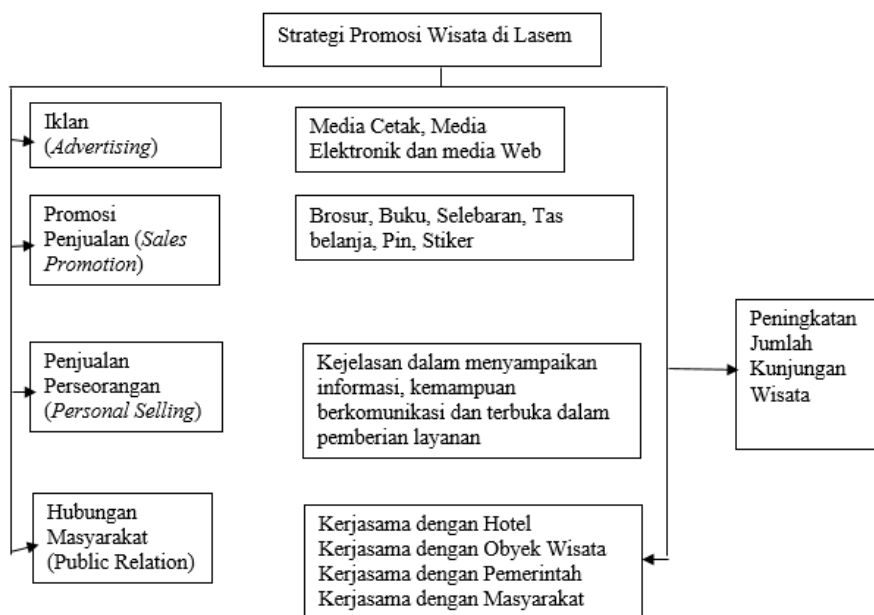 Strategi Promosi Wisata di Lasem
Iklan
(Advertising)
Media Cetak, Media
Elektronik dan media Web
Promosi
Penjualan (Sales
Promotion)
Brosur, Buku, Selebaran, Tas
belanja, Pin, Stiker
Penjualan
Perseorangan
(Personal Selling)
Kejelasan dalam menyampaikan
informasi, kemampuan
berkomunikasi dan terbuka dalam
pemberian layanan
Hubungan
Masyarakat
(Public Relation)
Kerjasama dengan Hotel
Kerjasama dengan Obyek Wisata
Kerjasama dengan Pemerintah
Kerjasama dengan Masyarakat
Peningkatan
Jumlah
Kunjungan
Wisata